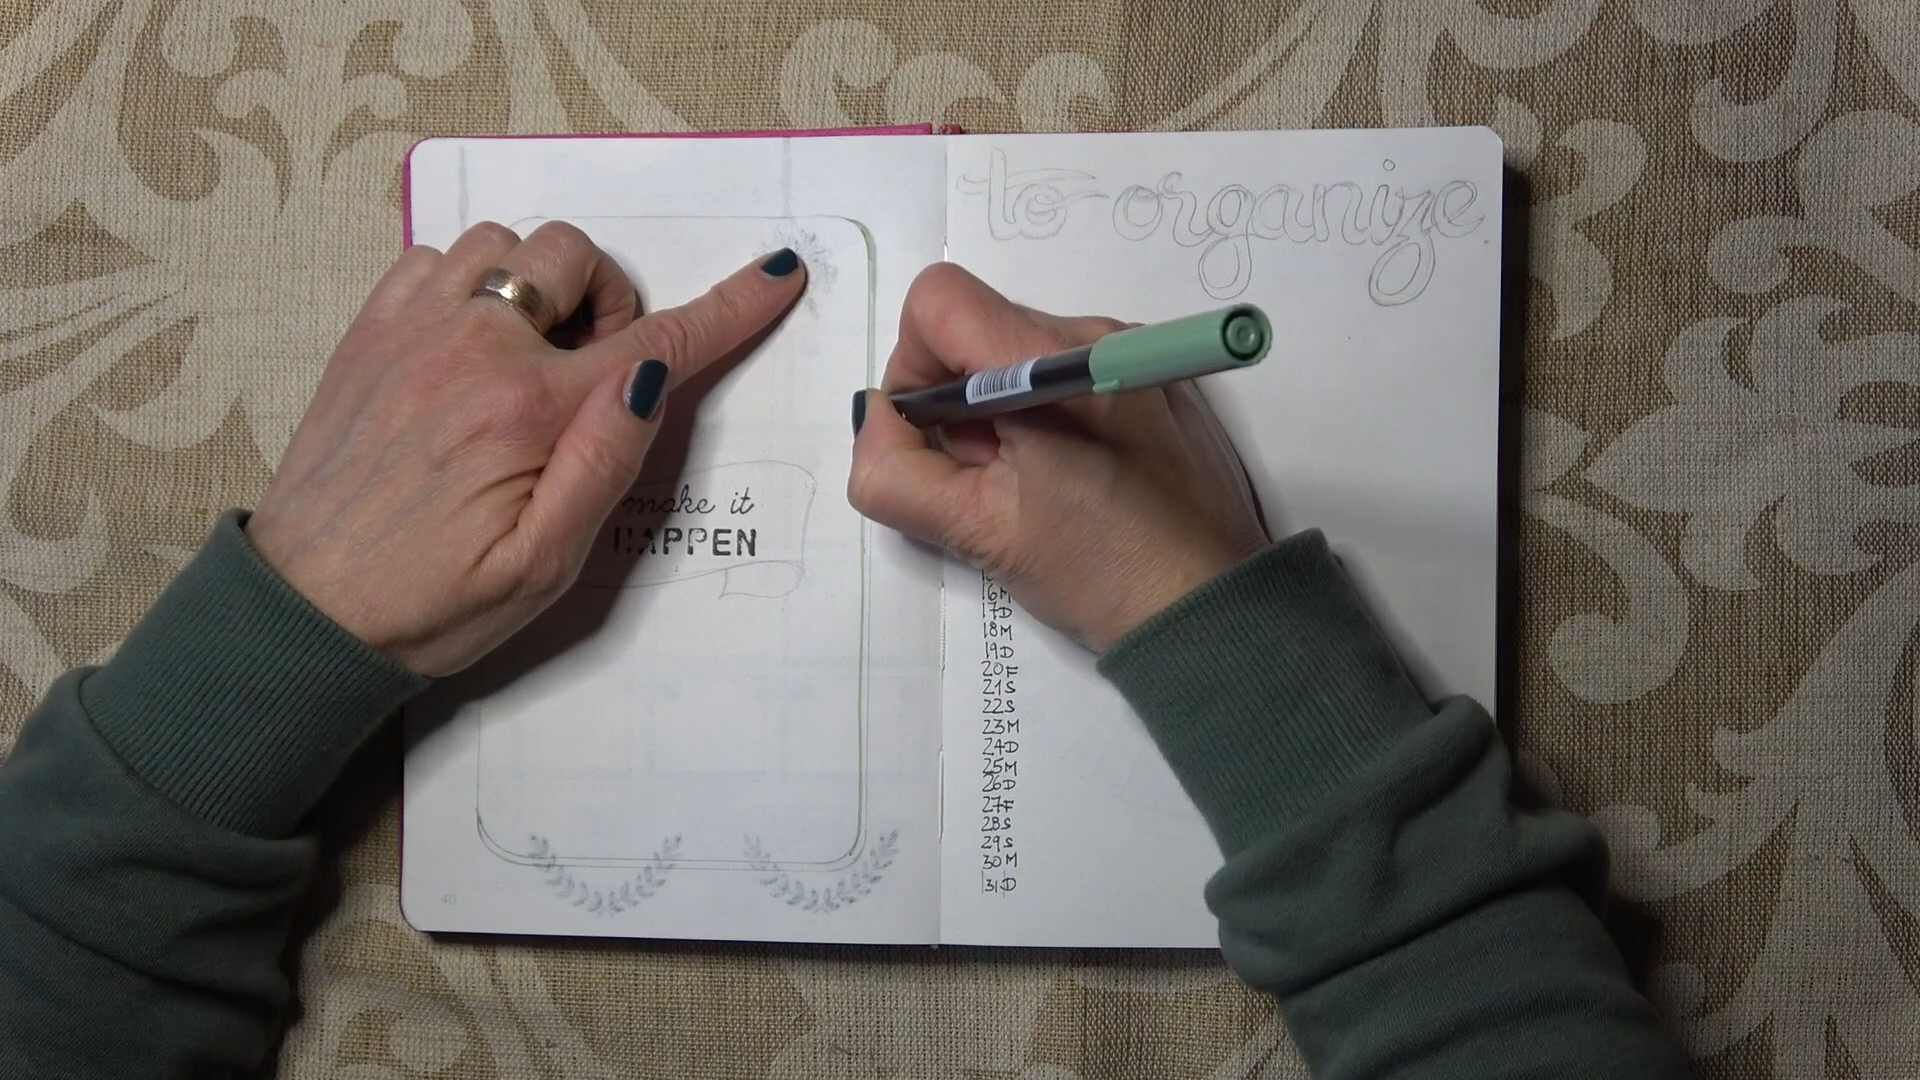 make it
HAPPEN
40
to organize
17D
18M
19D
20F
21S
22S
23M
24D
25M
26D
27F
28S
29S
30M
31D